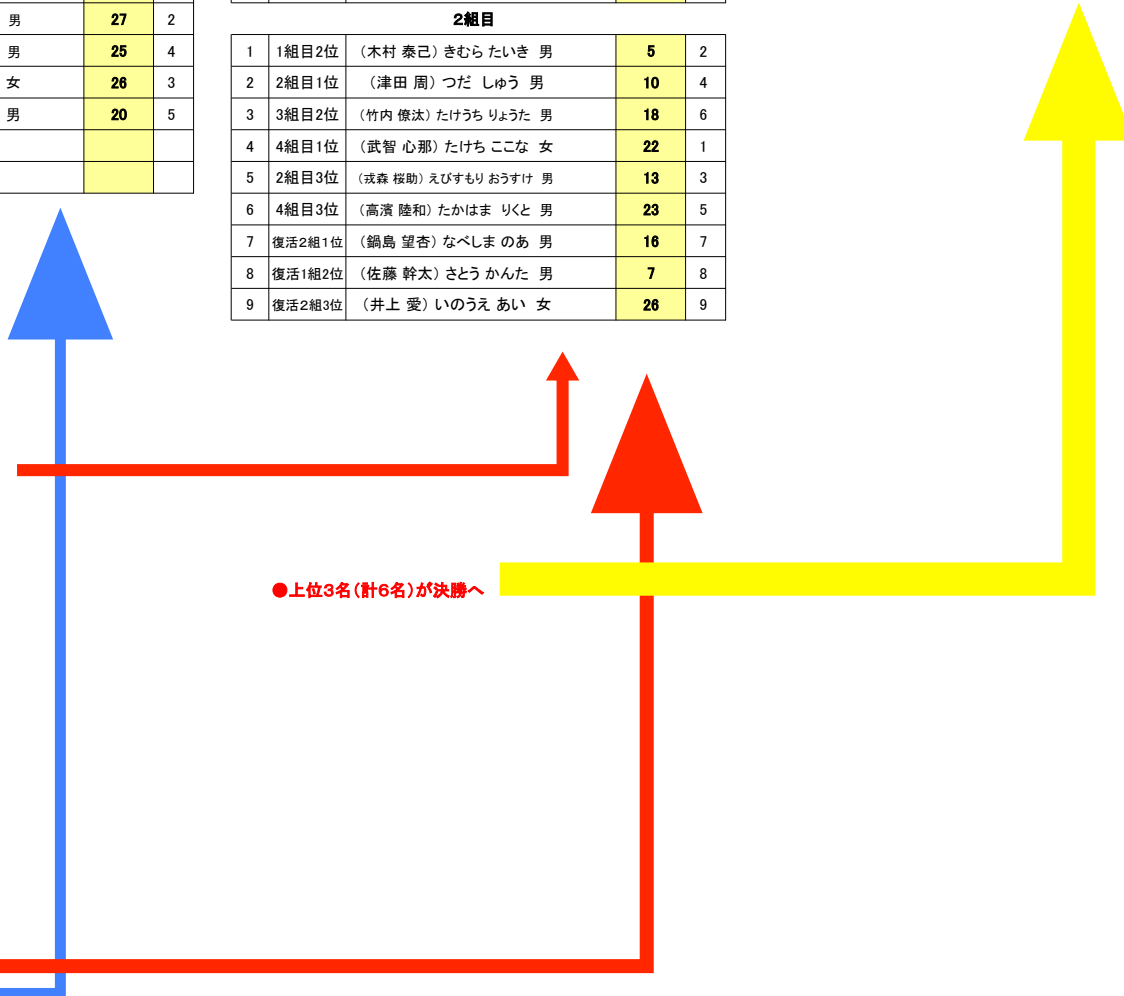 男 27 2
男 25 4
女 26 3
男 20 5
2組目
1 1組目2位 （木村 泰己）きむら たいき 男 5 2
2 2組目1位 （津田 周）つだ しゅう 男 10 4
3 3組目2位 （竹内 僚汰）たけうち りょうた 男 18 6
4 4組目1位 （武智 心那）たけち ここな 女 22 1
5 2組目3位 （戎森 桜助）えびすもり おうすけ 男 13 3
6 4組目3位 （高濱 陸和）たかはま りくと 男 23 5
7 復活2組1位 （鍋島 望杏）なべしま のあ 男 16 7
8 復活1組2位 （佐藤 幹太）さとう かんた 男 7 8
9 復活2組3位 （井上 愛）いのうえ あい 女 26 9
●上位3名（計6名）が決勝へ